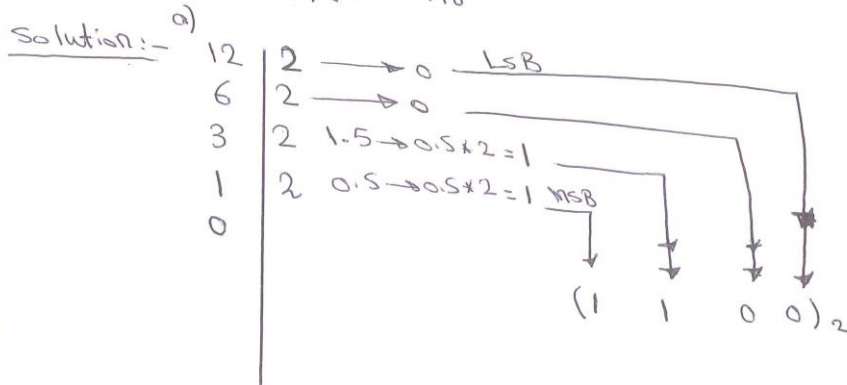 a)
Solution:-
12 2 → 0 LSB
6 2 → 0
3 2 1.5→0.5*2=1
1 2 0.5→0.5*2=1 MSB
0
(1 1 0 0)2